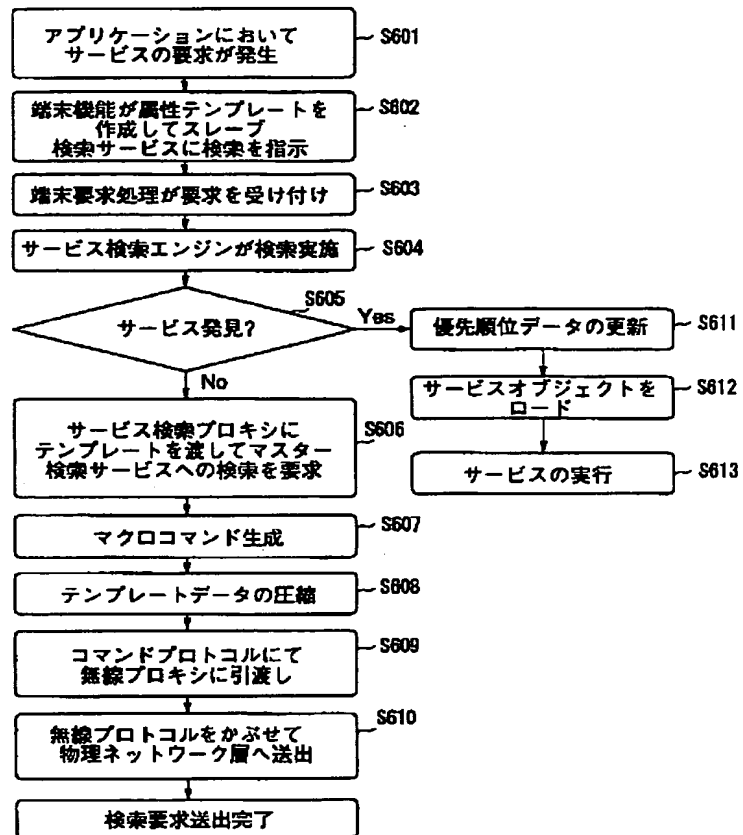 アプリケーションにおいて
サービスの要求が発生
S601
端末機能が属性テンプレートを
作成してスレーブ
検索サービスに検索を指示
S602
端末要求処理が要求を受け付け
S603
サービス検索エンジンが検索実施
S604
サービス発見?
S605
Yes
No
優先順位データの更新
S611
サービスオブジェクトを
ロード
S612
サービスの実行
S613
サービス検索プロキシに
テンプレートを渡してマスター
検索サービスへの検索を要求
S606
マクロコマンド生成
S607
テンプレートデータの圧縮
S608
コマンドプロトコルにて
無線プロキシに引渡し
S609
無線プロトコルをかぶせて
物理ネットワーク層へ送出
S610
検索要求送出完了